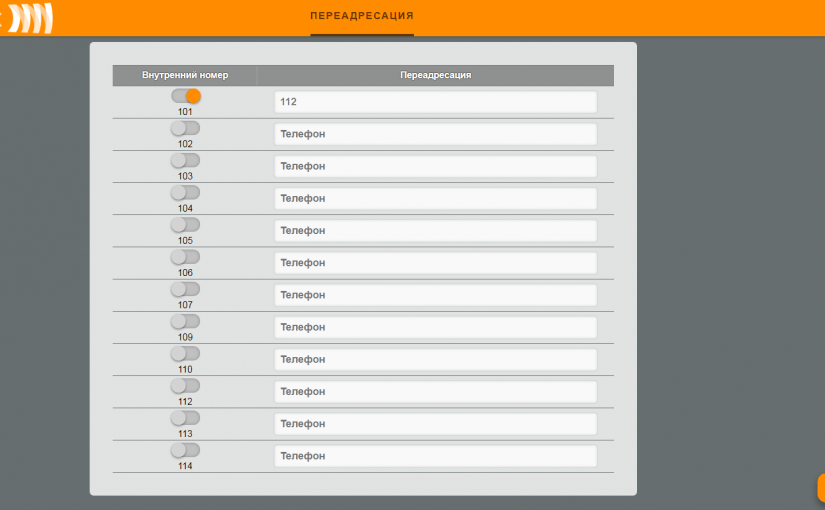 ПЕРЕАДРЕСАЦИЯ
Внутренний номер Переадресация
101 112
102 Телефон
103 Телефон
104 Телефон
105 Телефон
106 Телефон
107 Телефон
109 Телефон
110 Телефон
112 Телефон
113 Телефон
114 Телефон